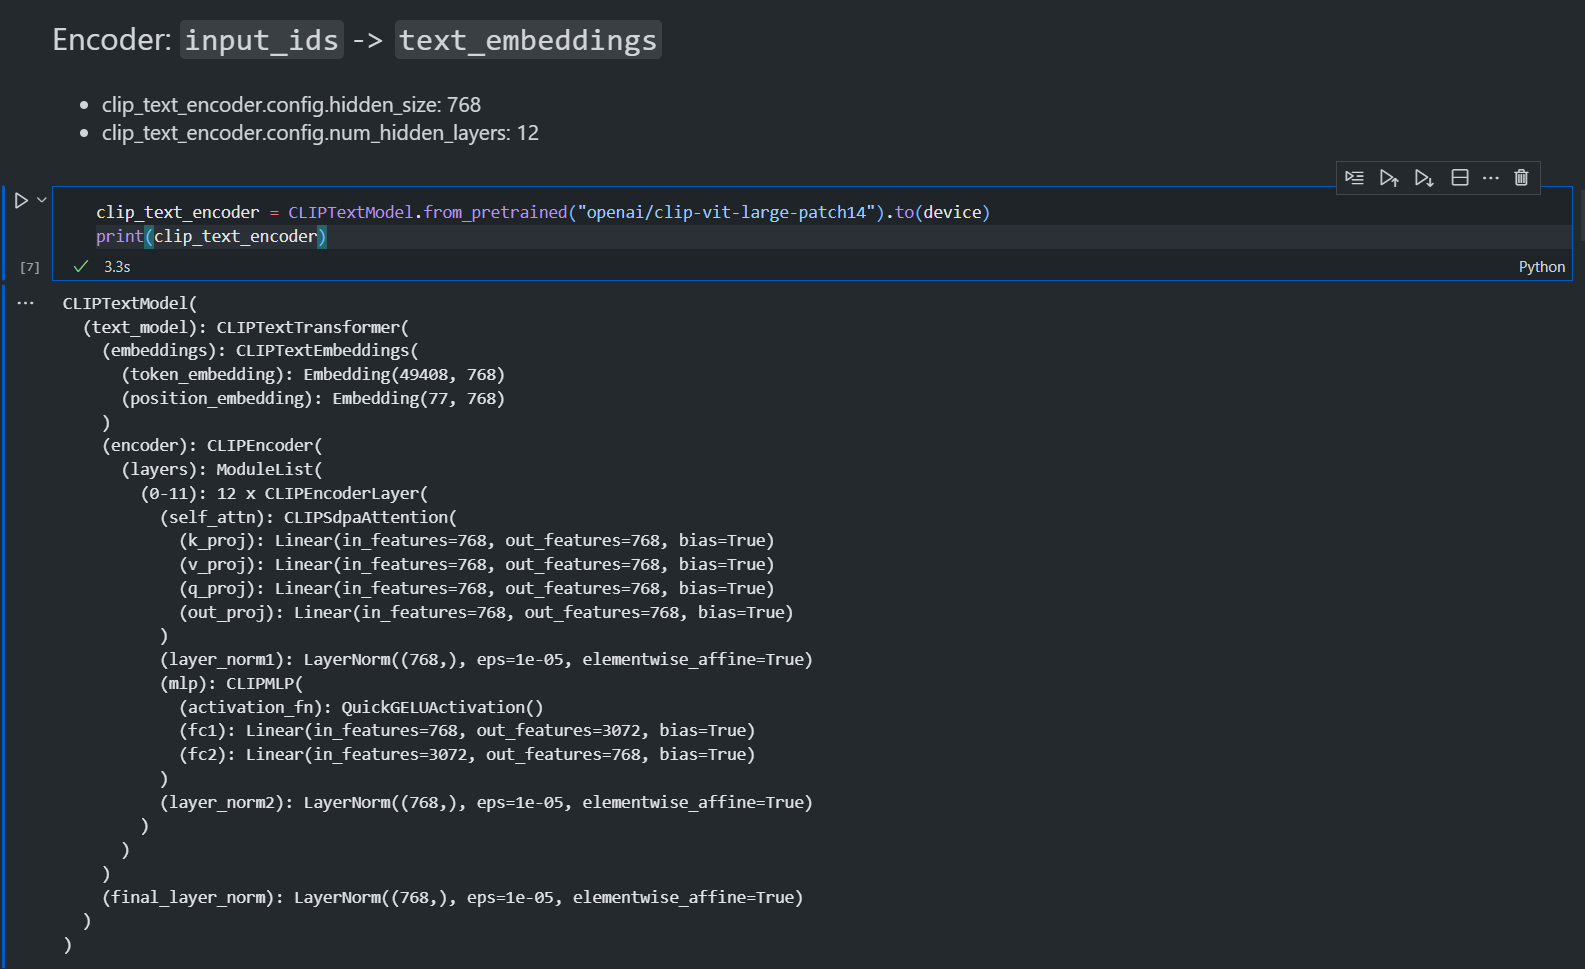 Encoder: input_ids -> text_embeddings
• clip_text_encoder.config.hidden_size: 768
• clip_text_encoder.config.num_hidden_layers: 12
clip_text_encoder = CLIPTextModel.from_pretrained("openai/clip-vit-large-patch14").to(device)
print(clip_text_encoder)
[7] ✓ 3.3s Python
··· CLIPTextModel(
  (text_model): CLIPTextTransformer(
    (embeddings): CLIPTextEmbeddings(
      (token_embedding): Embedding(49408, 768)
      (position_embedding): Embedding(77, 768)
    )
    (encoder): CLIPEncoder(
      (layers): ModuleList(
        (0-11): 12 x CLIPEncoderLayer(
          (self_attn): CLIPSdpaAttention(
            (k_proj): Linear(in_features=768, out_features=768, bias=True)
            (v_proj): Linear(in_features=768, out_features=768, bias=True)
            (q_proj): Linear(in_features=768, out_features=768, bias=True)
            (out_proj): Linear(in_features=768, out_features=768, bias=True)
          )
          (layer_norm1): LayerNorm((768,), eps=1e-05, elementwise_affine=True)
          (mlp): CLIPMLP(
            (activation_fn): QuickGELUActivation()
            (fc1): Linear(in_features=768, out_features=3072, bias=True)
            (fc2): Linear(in_features=3072, out_features=768, bias=True)
          )
          (layer_norm2): LayerNorm((768,), eps=1e-05, elementwise_affine=True)
        )
      )
    )
    (final_layer_norm): LayerNorm((768,), eps=1e-05, elementwise_affine=True)
  )
)